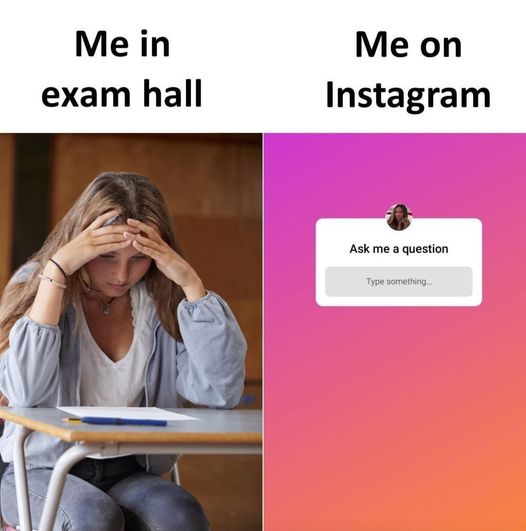 Me in
exam hall
Me on
Instagram
Ask me a question
Type something...